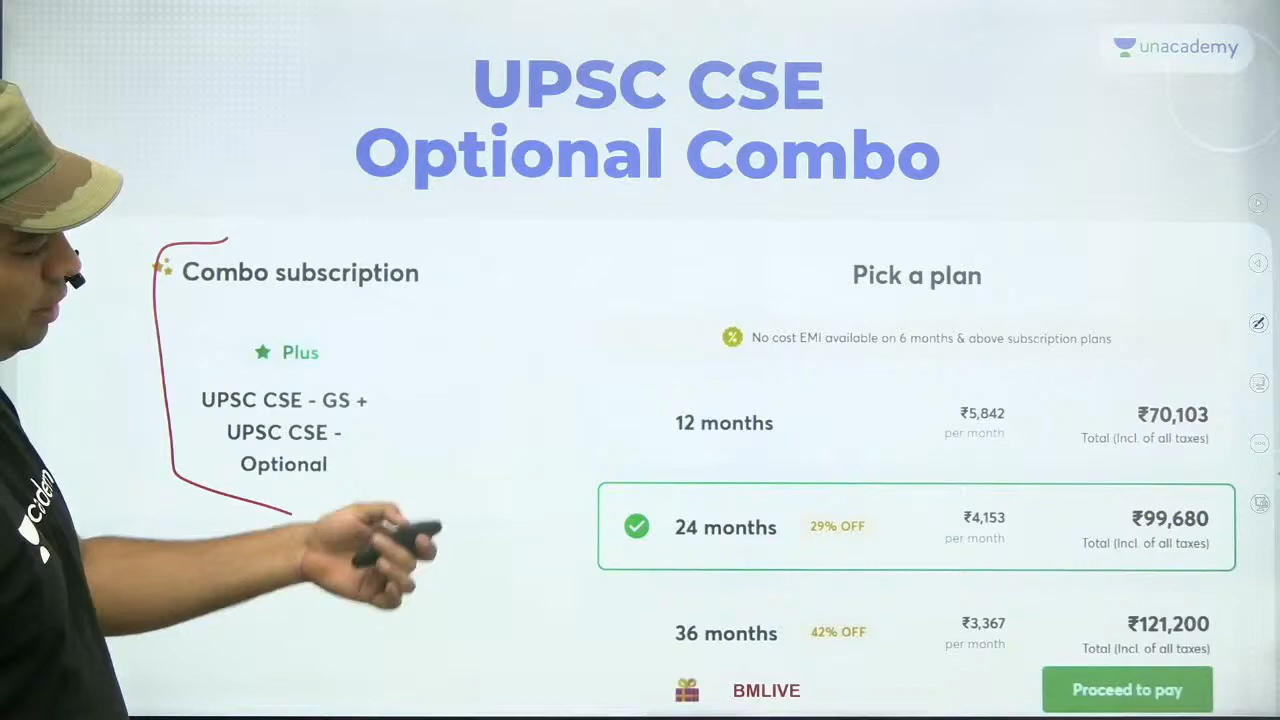 unacademy
UPSC CSE
Optional Combo
Combo subscription
Plus
UPSC CSE - GS +
UPSC CSE -
Optional
Pick a plan
No cost EMI available on 6 months & above subscription plans
12 months
₹5,842
per month
₹70,103
Total (Incl. of all taxes)
24 months
29% OFF
₹4,153
per month
₹99,680
Total (Incl. of all taxes)
36 months
42% OFF
₹3,367
per month
₹121,200
Total (Incl. of all taxes)
BMLIVE
Proceed to pay